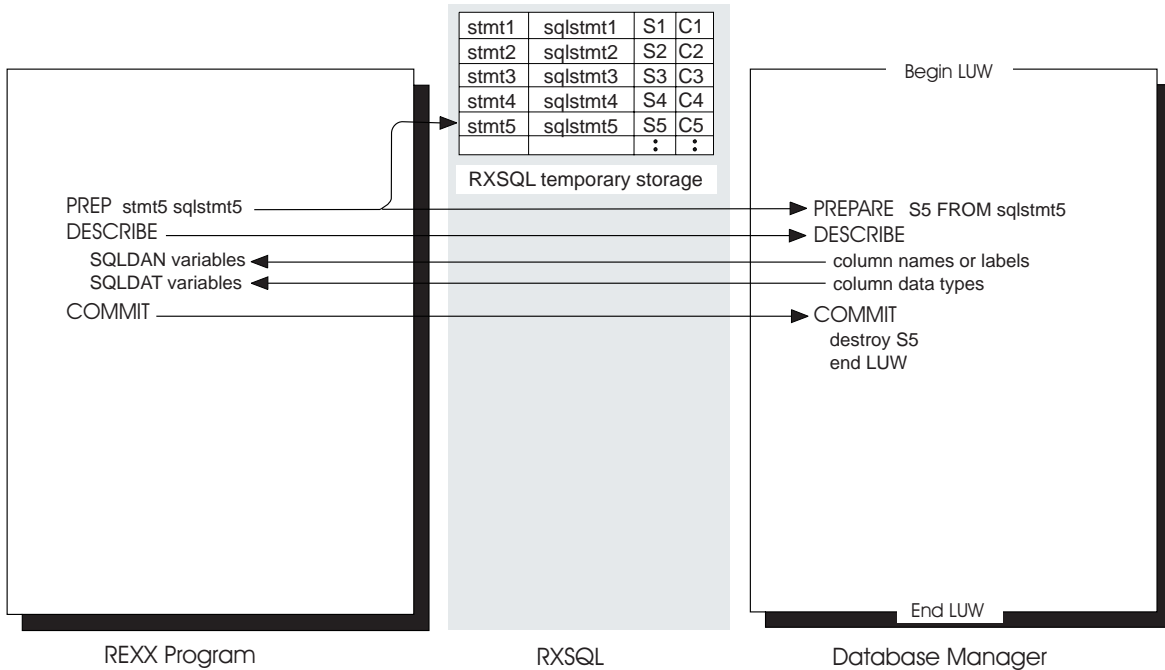 stmt1 sqlstmt1 S1 C1
stmt2 sqlstmt2 S2 C2
stmt3 sqlstmt3 S3 C3
stmt4 sqlstmt4 S4 C4
stmt5 sqlstmt5 S5 C5
: :
RXSQL temporary storage
Begin LUW
PREP stmt5 sqlstmt5
PREPARE S5 FROM sqlstmt5
DESCRIBE
DESCRIBE
SQLDAN variables
column names or labels
SQLDAT variables
column data types
COMMIT
COMMIT
destroy S5
end LUW
End LUW
REXX Program
RXSQL
Database Manager